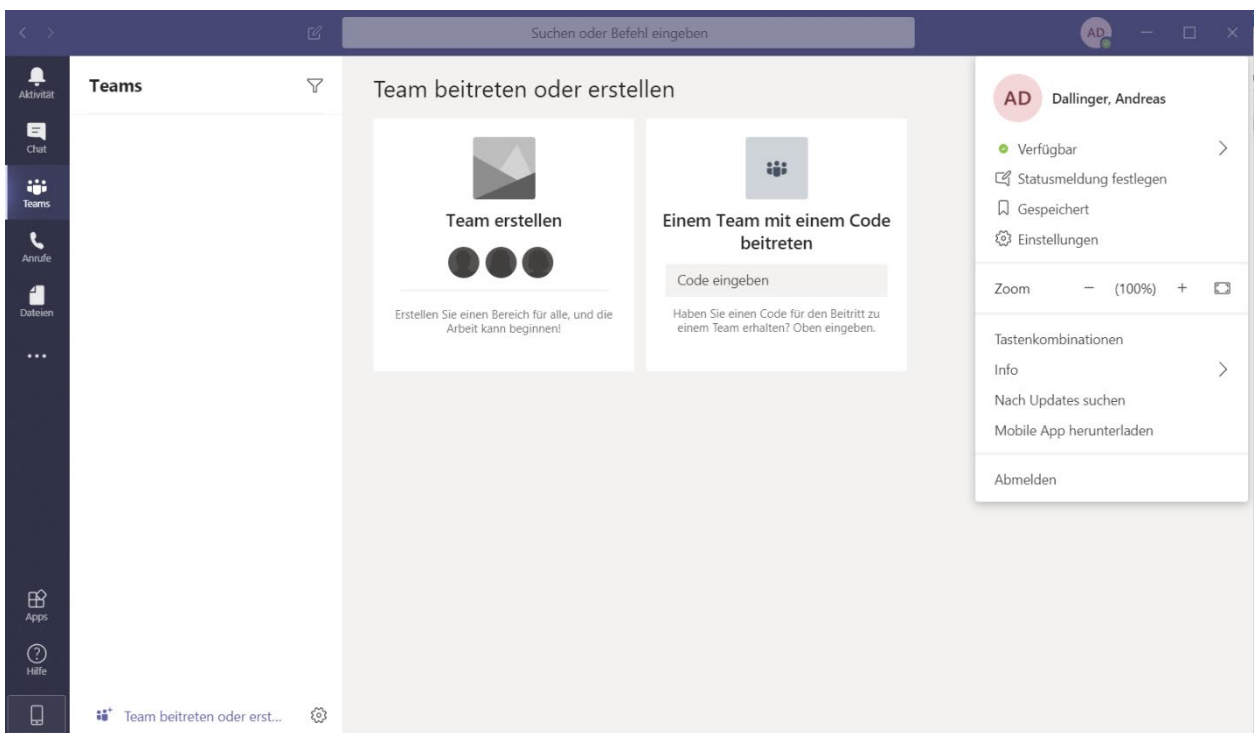 Suchen oder Befehl eingeben
AD
Aktivität
Chat
Teams
Anrufe
Dateien
Apps
Hilfe
Teams
Team beitreten oder erst...
Team beitreten oder erstellen
Team erstellen
Erstellen Sie einen Bereich für alle, und die
Arbeit kann beginnen!
Einem Team mit einem Code
beitreten
Code eingeben
Haben Sie einen Code für den Beitritt zu
einem Team erhalten? Oben eingeben.
AD Dallinger, Andreas
Verfügbar
Statusmeldung festlegen
Gespeichert
Einstellungen
Zoom − (100%) +
Tastenkombinationen
Info
Nach Updates suchen
Mobile App herunterladen
Abmelden